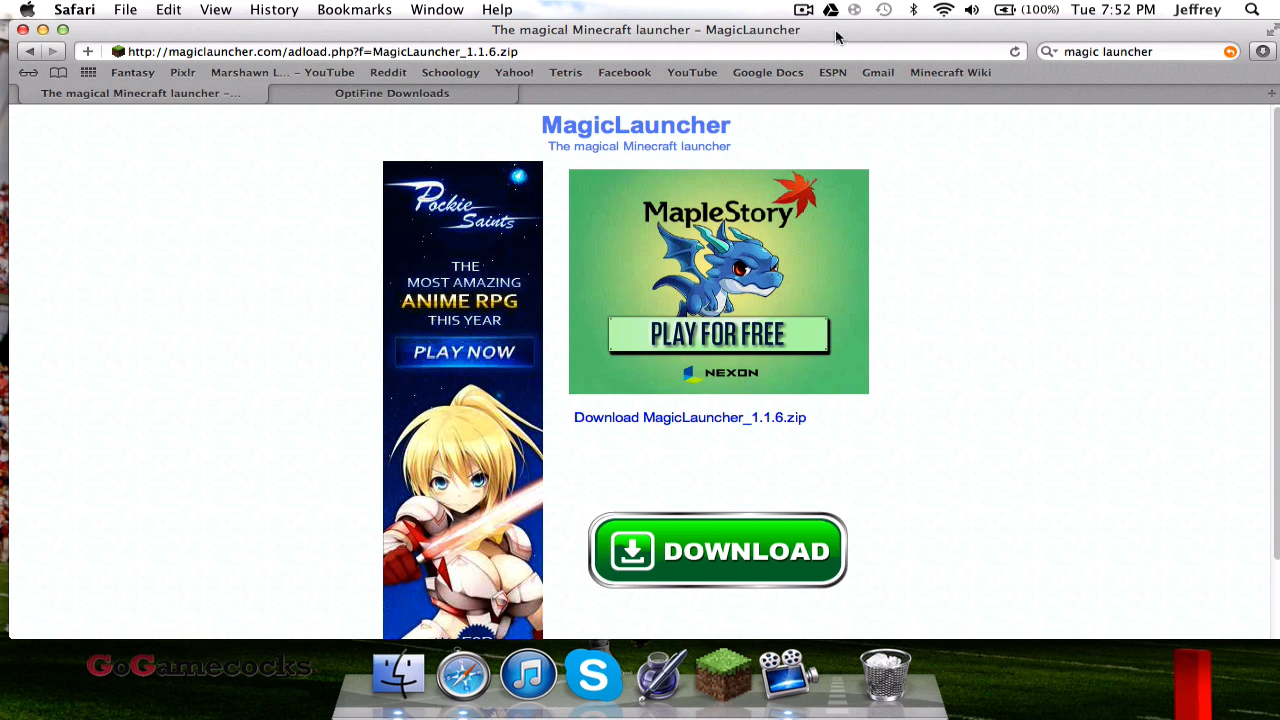 Safari File Edit View History Bookmarks Window Help (100%) Tue 7:52 PM Jeffrey
The magical Minecraft launcher – MagicLauncher
http://magiclauncher.com/adload.php?f=MagicLauncher_1.1.6.zip magic launcher
Fantasy Pixlr Marshawn L... – YouTube Reddit Schoology Yahoo! Tetris Facebook YouTube Google Docs ESPN Gmail Minecraft Wiki
The magical Minecraft launcher –... OptiFine Downloads
MagicLauncher
The magical Minecraft launcher
Pockie
Saints
THE
MOST AMAZING
ANIME RPG
THIS YEAR
PLAY NOW
MapleStory
PLAY FOR FREE
NEXON
Download MagicLauncher_1.1.6.zip
DOWNLOAD
GoGamecocks